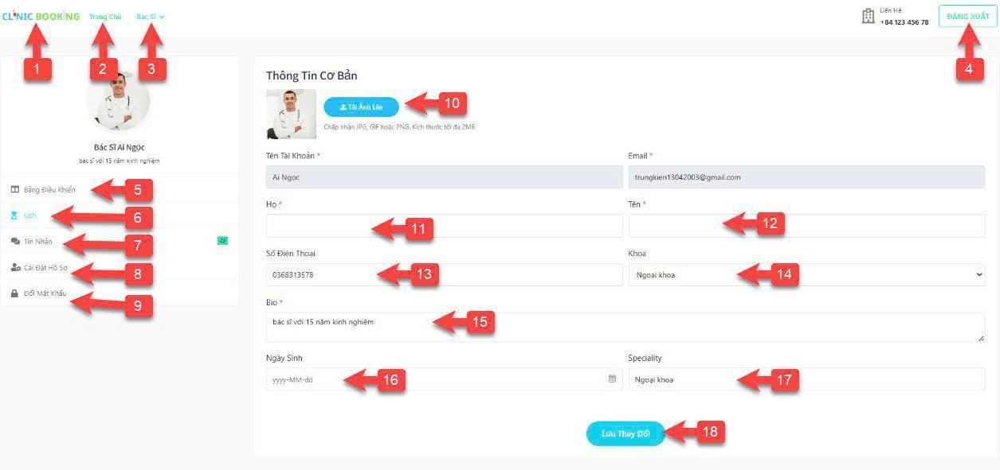 CLINIC BOOKING Trang Chủ Bác Sĩ
Liên Hệ
+84 123 456 78
ĐĂNG XUẤT
1 2 3 4
Bác Sĩ Ai Ngọc
bác sĩ với 15 năm kinh nghiệm
Bảng Điều Khiển 5
Lịch 6
Tin Nhắn 23 7
Cài Đặt Hồ Sơ 8
Đổi Mật Khẩu 9
Thông Tin Cơ Bản
Tải Ảnh Lên 10
Chấp nhận JPG, GIF hoặc PNG. Kích thước tối đa 2MB
Tên Tài Khoản * Email *
Ai Ngoc trungkien13042003@gmail.com
Họ * Tên *
11 12
Số Điện Thoại Khoa
0368313578 13 Ngoại khoa 14
Bio *
bác sĩ với 15 năm kinh nghiệm 15
Ngày Sinh Speciality
yyyy-MM-dd 16 Ngoại khoa 17
Lưu Thay Đổi 18